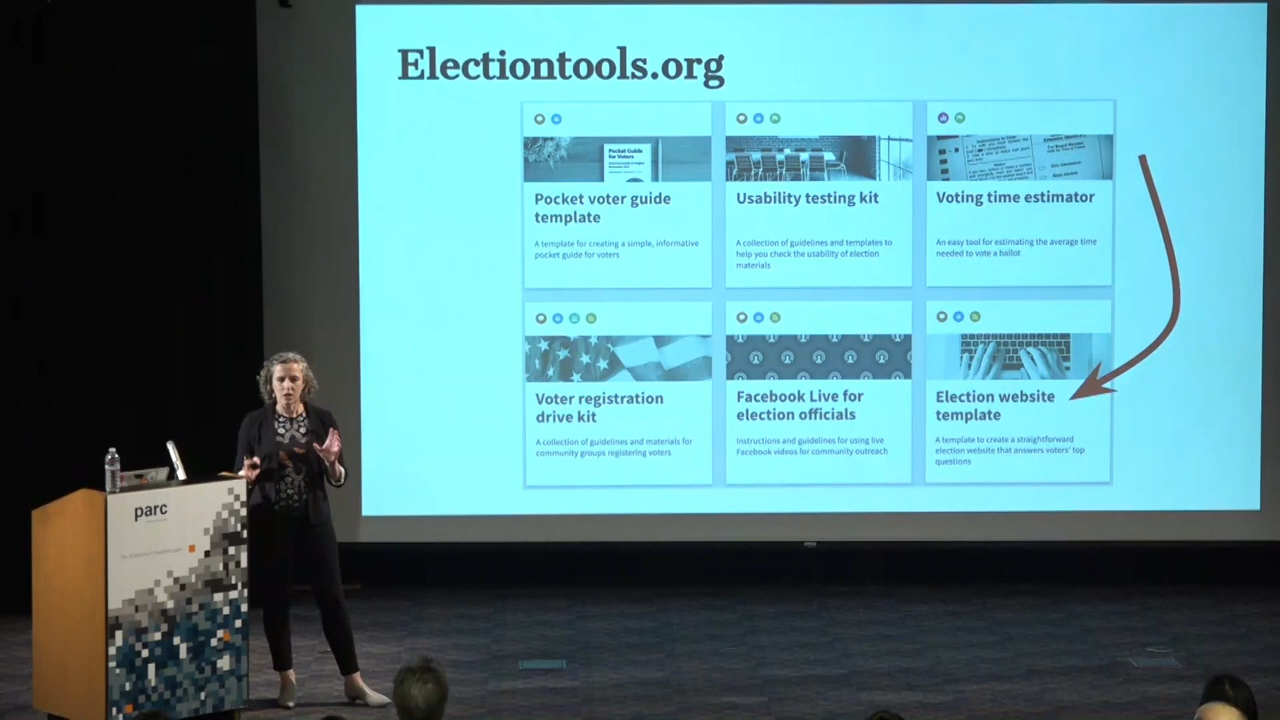 Electiontools.org
Pocket Guide
for Voters
Pocket voter guide
template
A template for creating a simple, informative
pocket guide for voters
Usability testing kit
A collection of guidelines and templates to
help you check the usability of election
materials
Voting time estimator
An easy tool for estimating the average time
needed to vote a ballot
Voter registration
drive kit
A collection of guidelines and materials for
community groups registering voters
Facebook Live for
election officials
Instructions and guidelines for using live
Facebook videos for community outreach
Election website
template
A template to create a straightforward
election website that answers voters' top
questions
parc